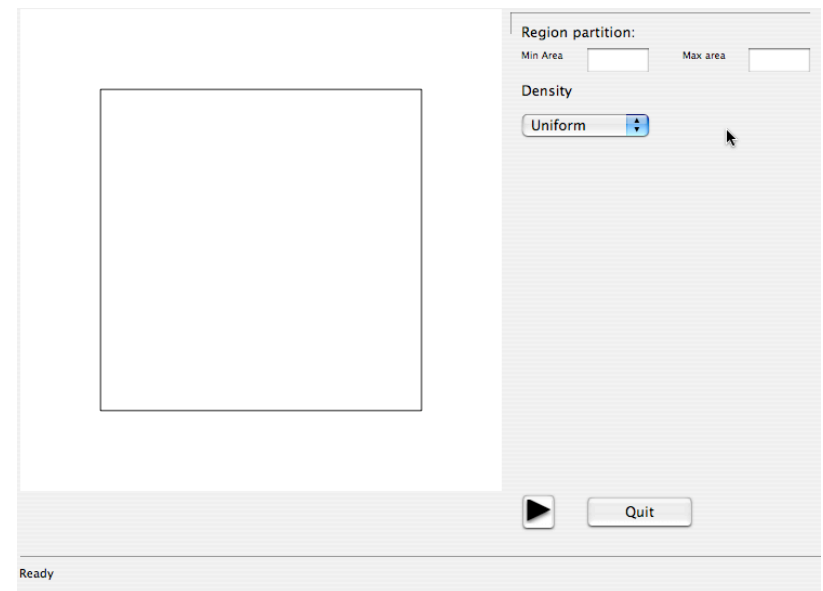 Region partition:
Min Area
Max area
Density
Uniform
Quit
Ready